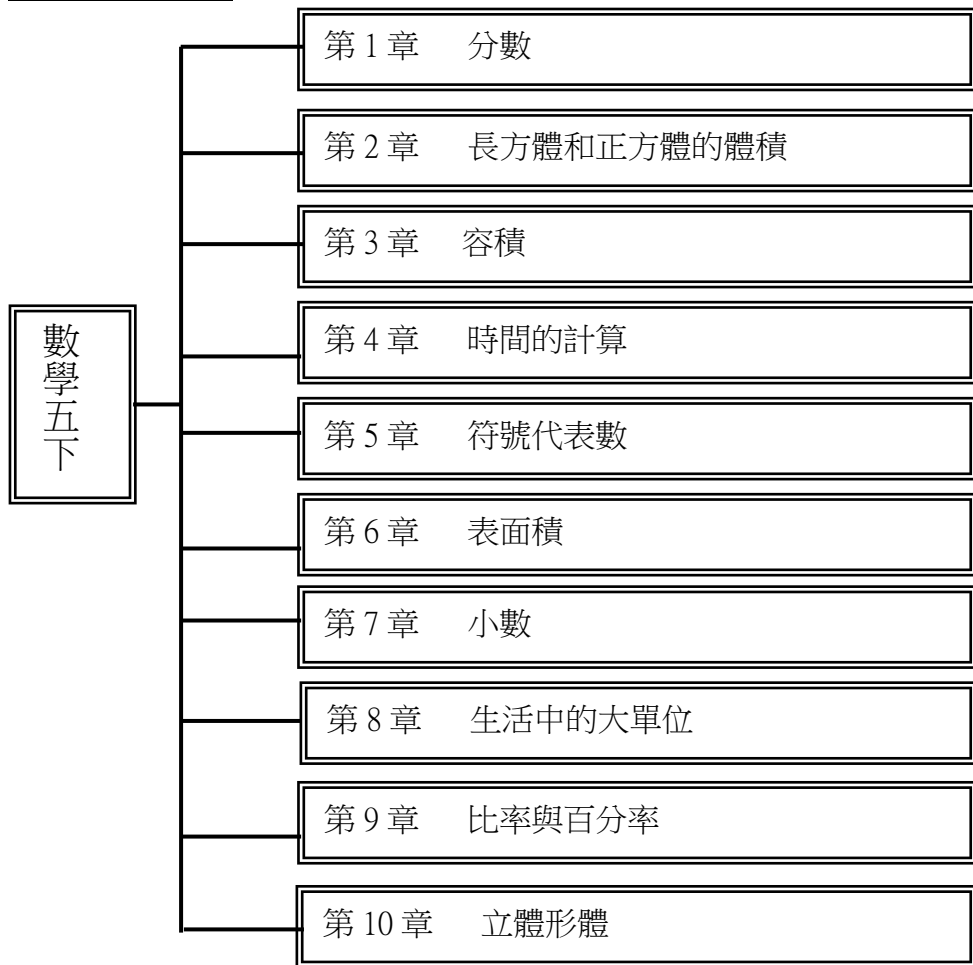 第 1 章 分數
第 2 章 長方體和正方體的體積
第 3 章 容積
第 4 章 時間的計算
第 5 章 符號代表數
第 6 章 表面積
第 7 章 小數
第 8 章 生活中的大單位
第 9 章 比率與百分率
第 10 章 立體形體
數學五下